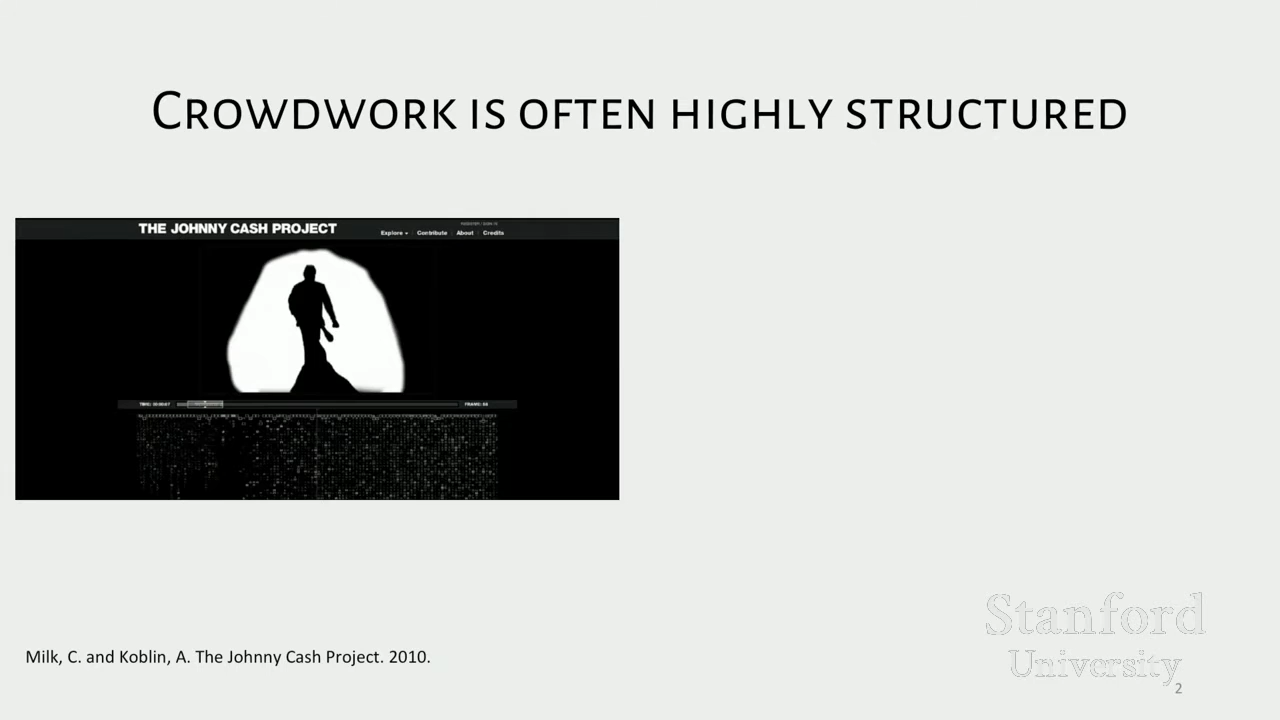 Crowdwork is often highly structured
THE JOHNNY CASH PROJECT
Explore Contribute About Credits
Milk, C. and Koblin, A. The Johnny Cash Project. 2010.
Stanford
University
2